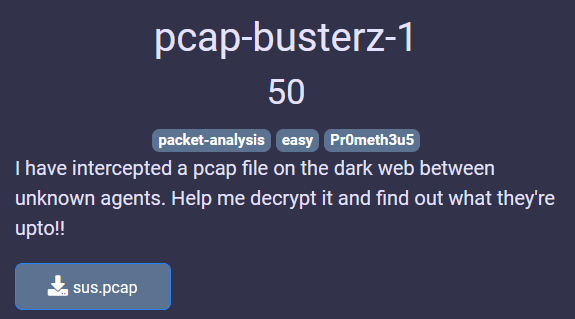 pcap-busterz-1
50
packet-analysis easy Pr0meth3u5
I have intercepted a pcap file on the dark web between
unknown agents. Help me decrypt it and find out what they're
upto!!
sus.pcap